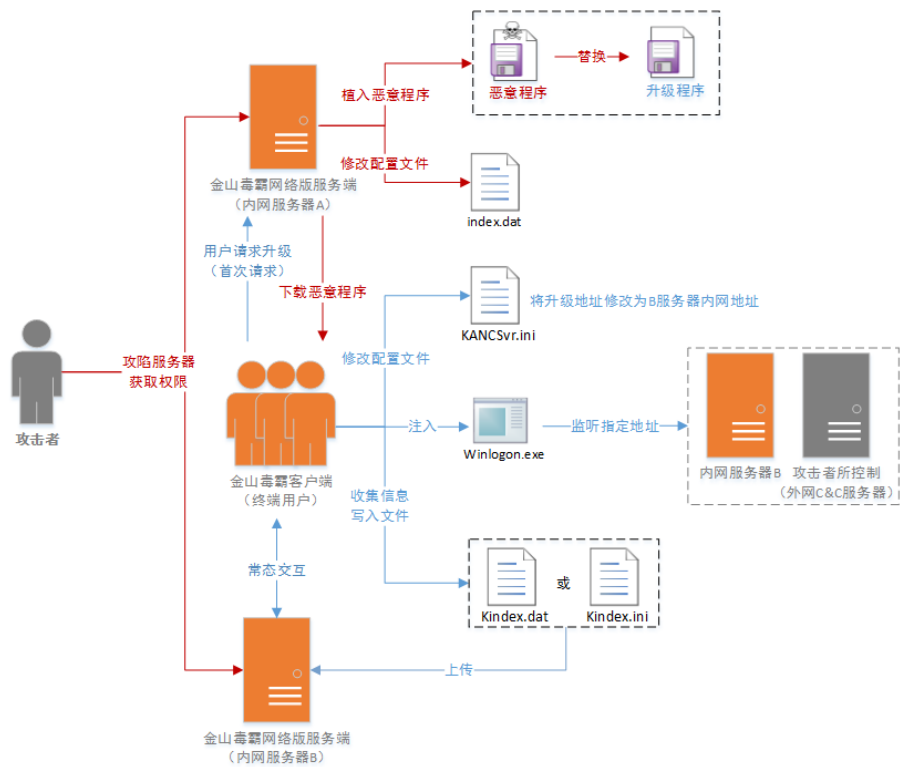 恶意程序
替换
升级程序
植入恶意程序
修改配置文件
index.dat
金山毒霸网络版服务端
（内网服务器A）
用户请求升级
（首次请求）
下载恶意程序
KANCSvr.ini
将升级地址修改为B服务器内网地址
修改配置文件
攻陷服务器
获取权限
攻击者
注入
Winlogon.exe
监听指定地址
内网服务器B
攻击者所控制
（外网C&C服务器）
金山毒霸客户端
（终端用户）
收集信息
写入文件
常态交互
Kindex.dat
或
Kindex.ini
上传
金山毒霸网络版服务端
（内网服务器B）